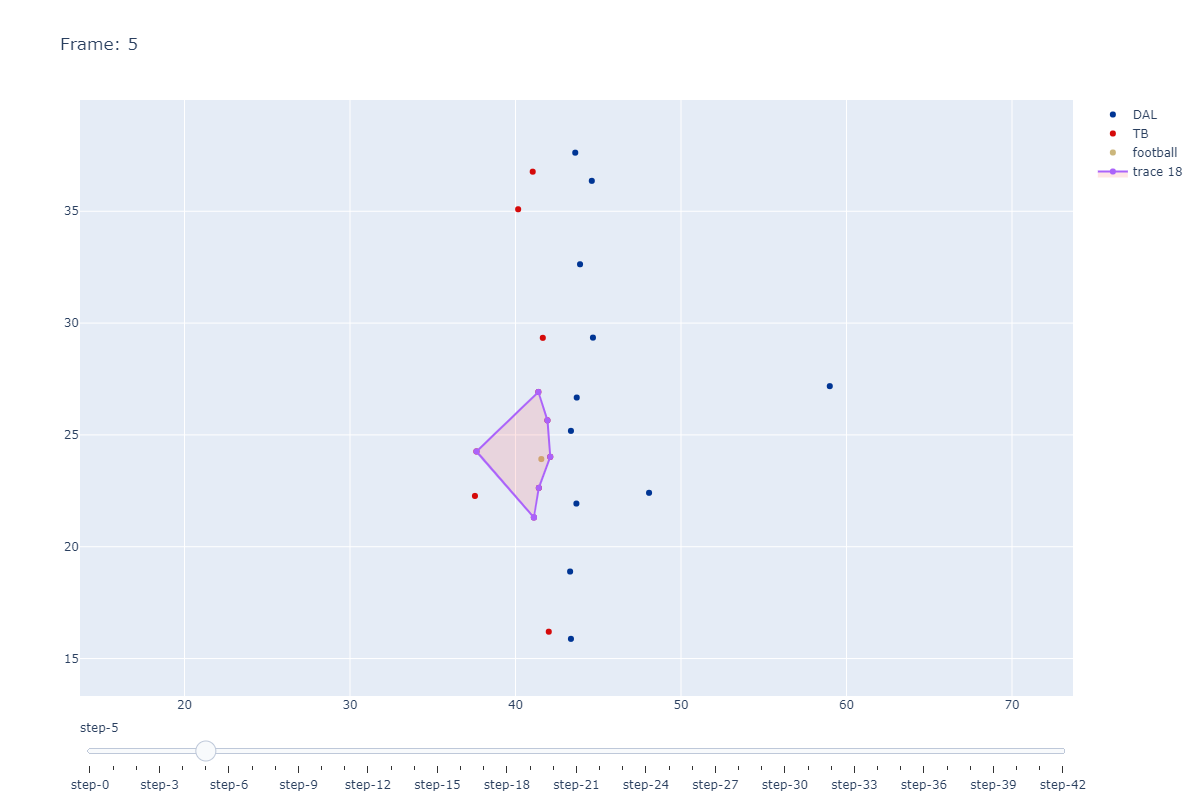 Frame: 5
DAL
TB
football
trace 18
35
30
25
20
15
20 30 40 50 60 70
step-5
step-0 step-3 step-6 step-9 step-12 step-15 step-18 step-21 step-24 step-27 step-30 step-33 step-36 step-39 step-42